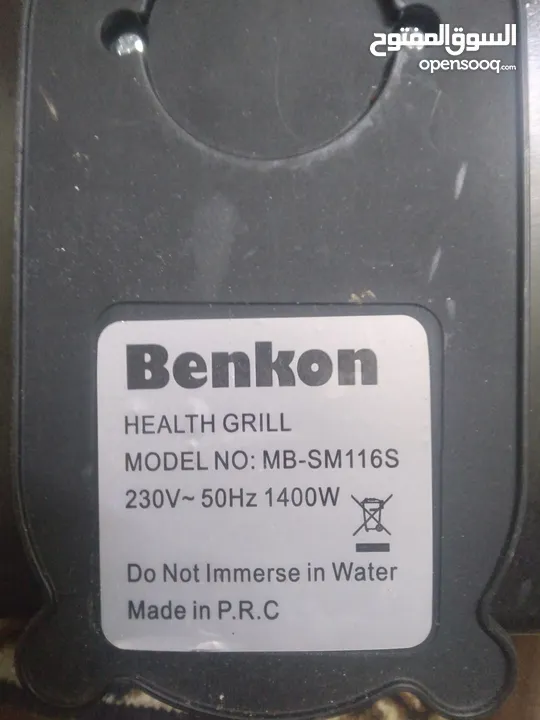 السوق المفتوح
opensooq.com
Benkon
HEALTH GRILL
MODEL NO: MB-SM116S
230V~ 50Hz 1400W
Do Not Immerse in Water
Made in P.R.C